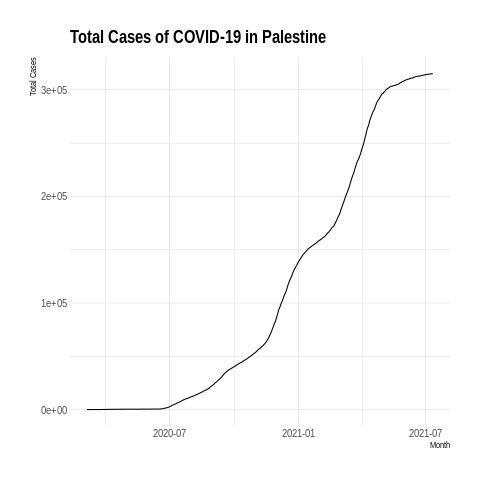 Total Cases of COVID-19 in Palestine
Total Cases
3e+05
2e+05
1e+05
0e+00
2020-07
2021-01
2021-07
Month